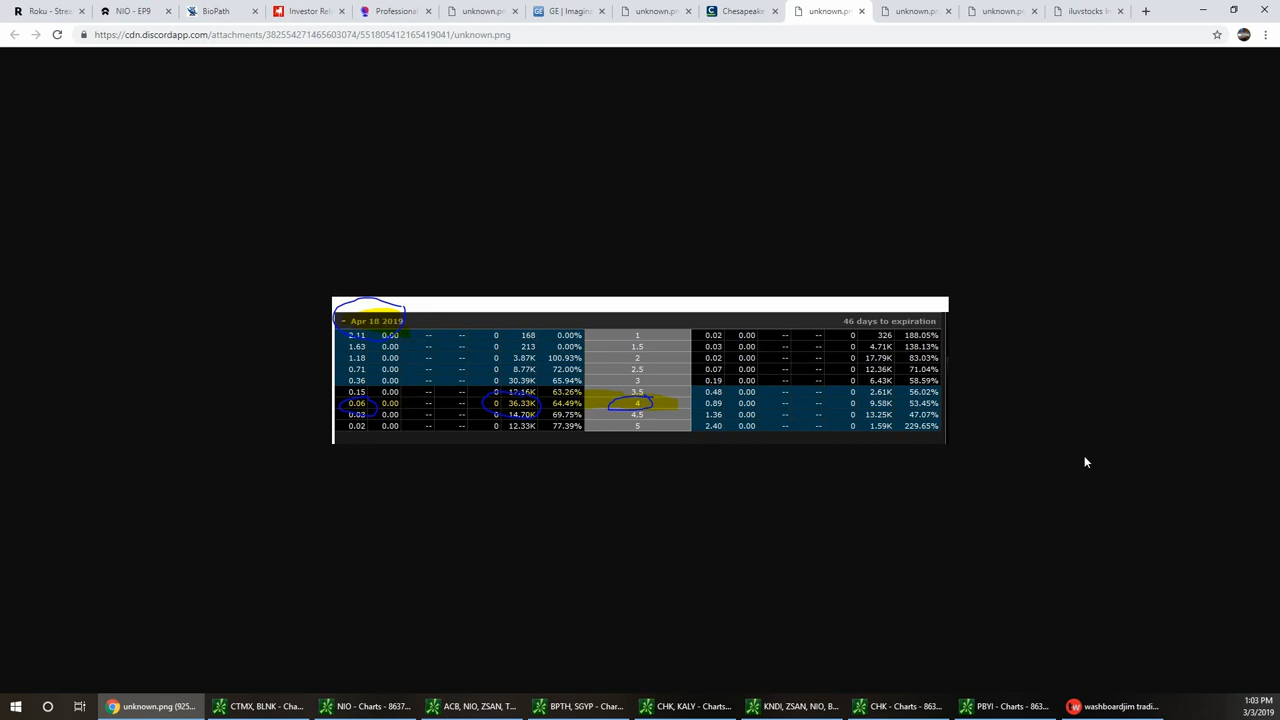 Roku - Strea
NIO - EP9
BioPath
Investor Rel
Professional
unknown.pn
GE | Imagina
unknown.pn
Chesapeake
unknown.pn
unknown.pn
unknown.pn
iluvstocks In
https://cdn.discordapp.com/attachments/382554271465603074/551805412165419041/unknown.png
Apr 18 2019 46 days to expiration
2.11 0.00 -- -- 0 168 0.00% 1 0.02 0.00 -- -- 0 326 188.05%
1.63 0.00 -- -- 0 213 0.00% 1.5 0.03 0.00 -- -- 0 4.71K 138.13%
1.18 0.00 -- -- 0 3.87K 100.93% 2 0.02 0.00 -- -- 0 17.79K 83.03%
0.71 0.00 -- -- 0 8.77K 72.00% 2.5 0.07 0.00 -- -- 0 12.36K 71.04%
0.36 0.00 -- -- 0 30.39K 65.94% 3 0.19 0.00 -- -- 0 6.43K 58.59%
0.15 0.00 -- -- 0 17.16K 63.26% 3.5 0.48 0.00 -- -- 0 2.61K 56.02%
0.06 0.00 -- -- 0 36.33K 64.49% 4 0.89 0.00 -- -- 0 9.58K 53.45%
0.03 0.00 -- -- 0 14.70K 69.75% 4.5 1.36 0.00 -- -- 0 13.25K 47.07%
0.02 0.00 -- -- 0 12.33K 77.39% 5 2.40 0.00 -- -- 0 1.59K 229.65%
unknown.png (925...
CTMX, BLNK - Cha...
NIO - Charts - 8637...
ACB, NIO, ZSAN, T...
BPTH, SGYP - Chart...
CHK, KALY - Charts...
KNDI, ZSAN, NIO, B...
CHK - Charts - 863...
PBYI - Charts - 863...
washboardjim tradi...
1:03 PM
3/3/2019